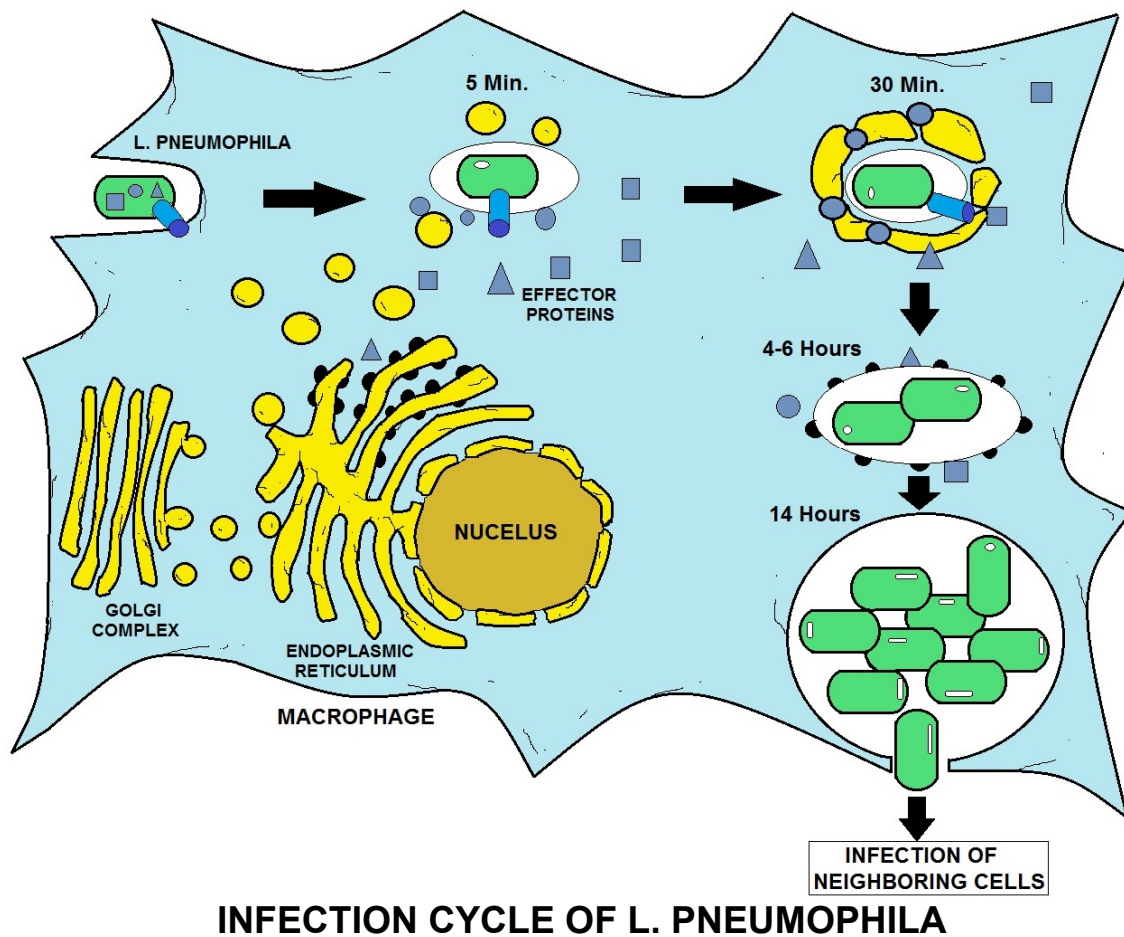 5 Min.
30 Min.
L. PNEUMOPHILA
EFFECTOR
PROTEINS
4-6 Hours
14 Hours
NUCELUS
GOLGI
COMPLEX
ENDOPLASMIC
RETICULUM
MACROPHAGE
INFECTION OF
NEIGHBORING CELLS
INFECTION CYCLE OF L. PNEUMOPHILA